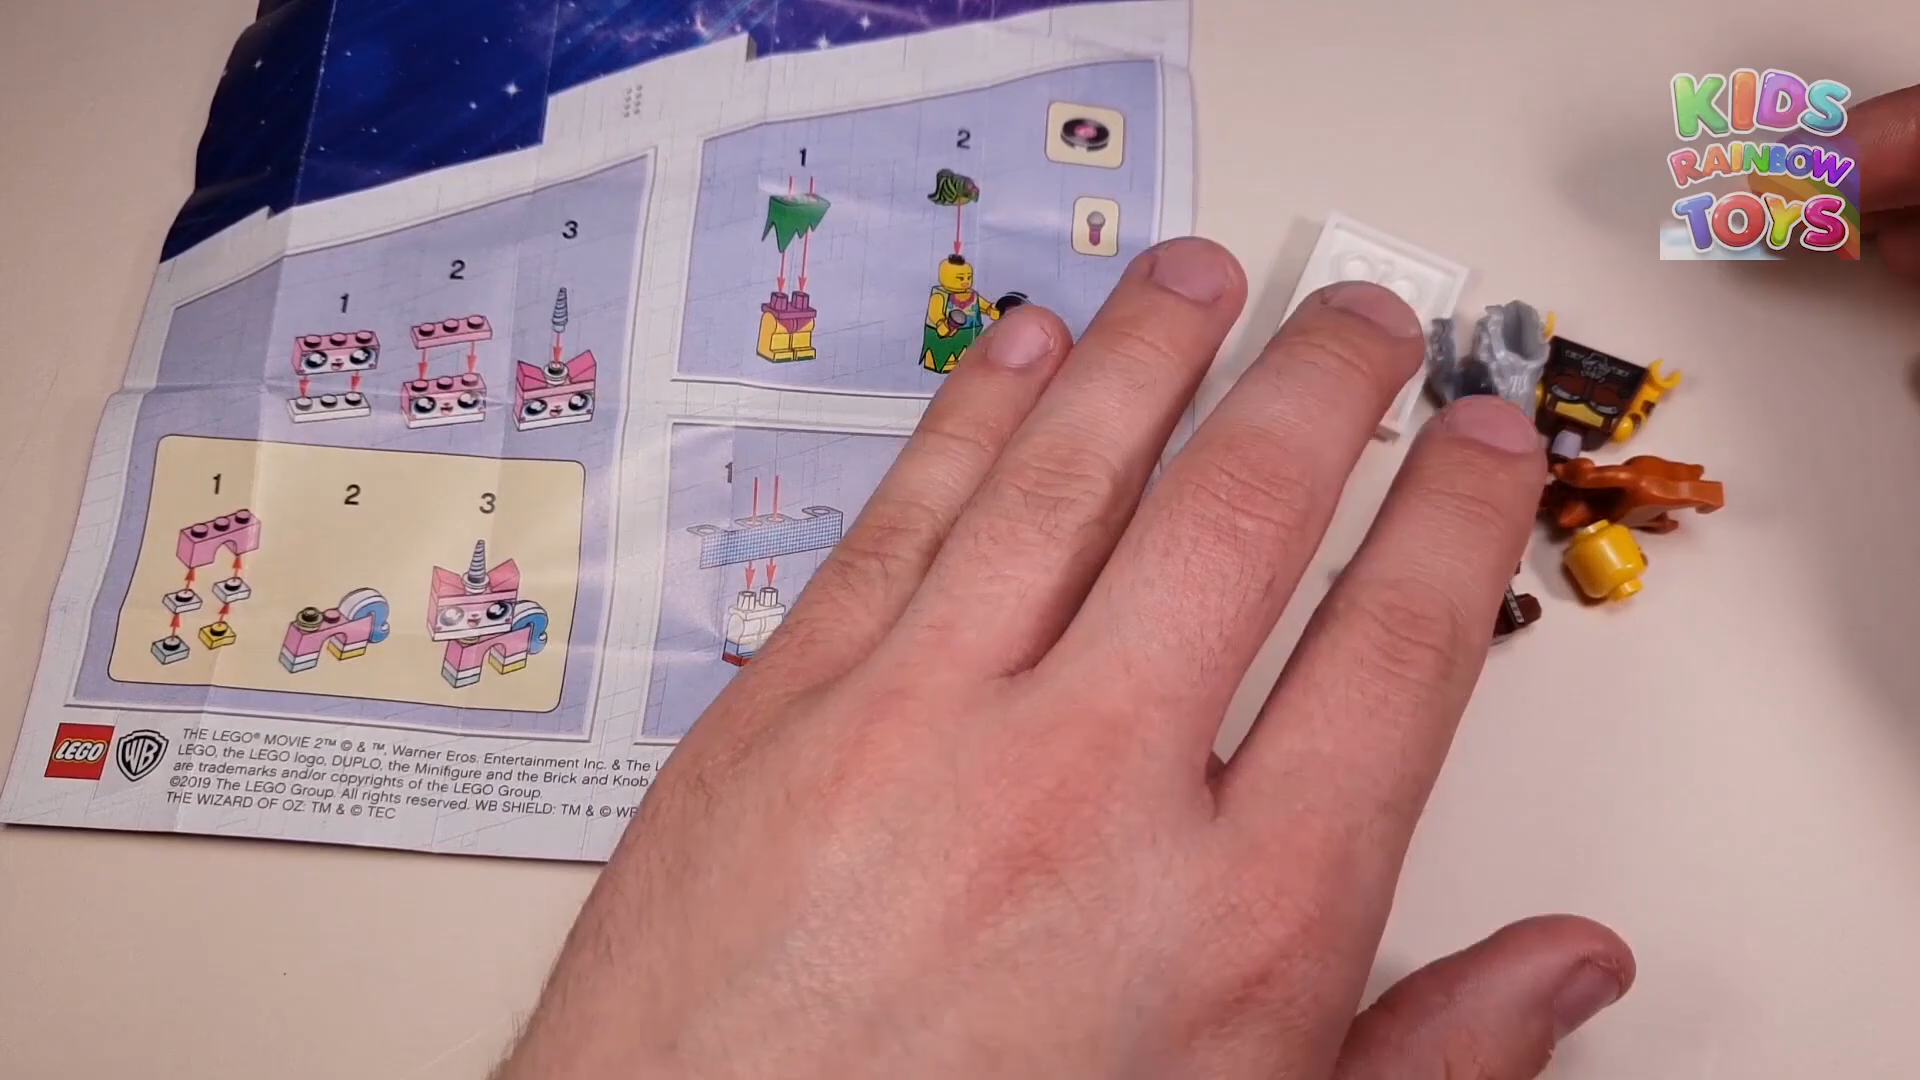 KIDS
RAINBOW
TOYS
1
2
1
2
3
1
2
3
1
LEGO
WB
THE LEGO® MOVIE 2™ © & ™, Warner Bros. Entertainment Inc. & The
LEGO, the LEGO logo, DUPLO, the Minifigure and the Brick and Knob
are trademarks and/or copyrights of the LEGO Group.
©2019 The LEGO Group. All rights reserved. WB SHIELD: TM & © WB
THE WIZARD OF OZ: TM & © TEC